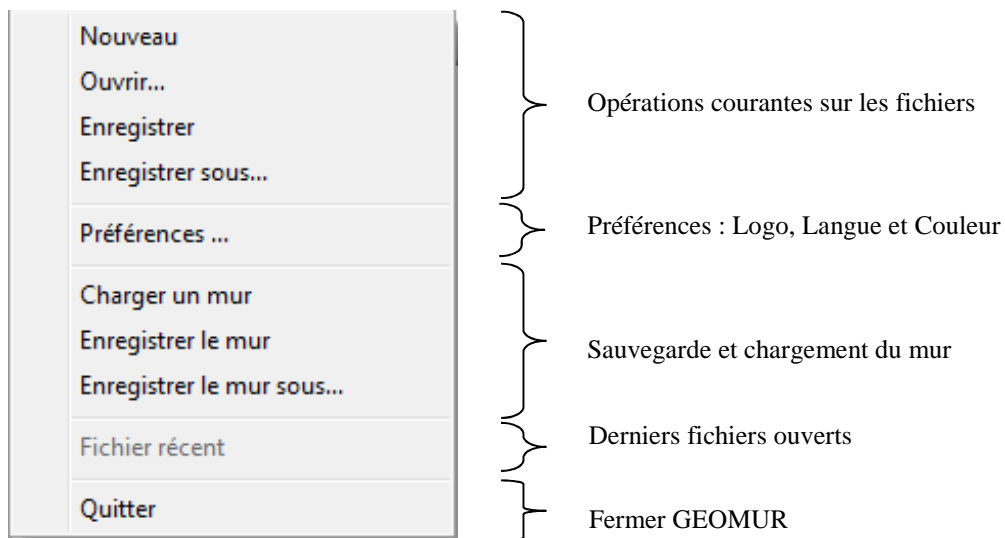 Nouveau
Ouvrir...
Enregistrer
Enregistrer sous...
Opérations courantes sur les fichiers
Préférences ...
Préférences : Logo, Langue et Couleur
Charger un mur
Enregistrer le mur
Enregistrer le mur sous...
Sauvegarde et chargement du mur
Fichier récent
Derniers fichiers ouverts
Quitter
Fermer GEOMUR